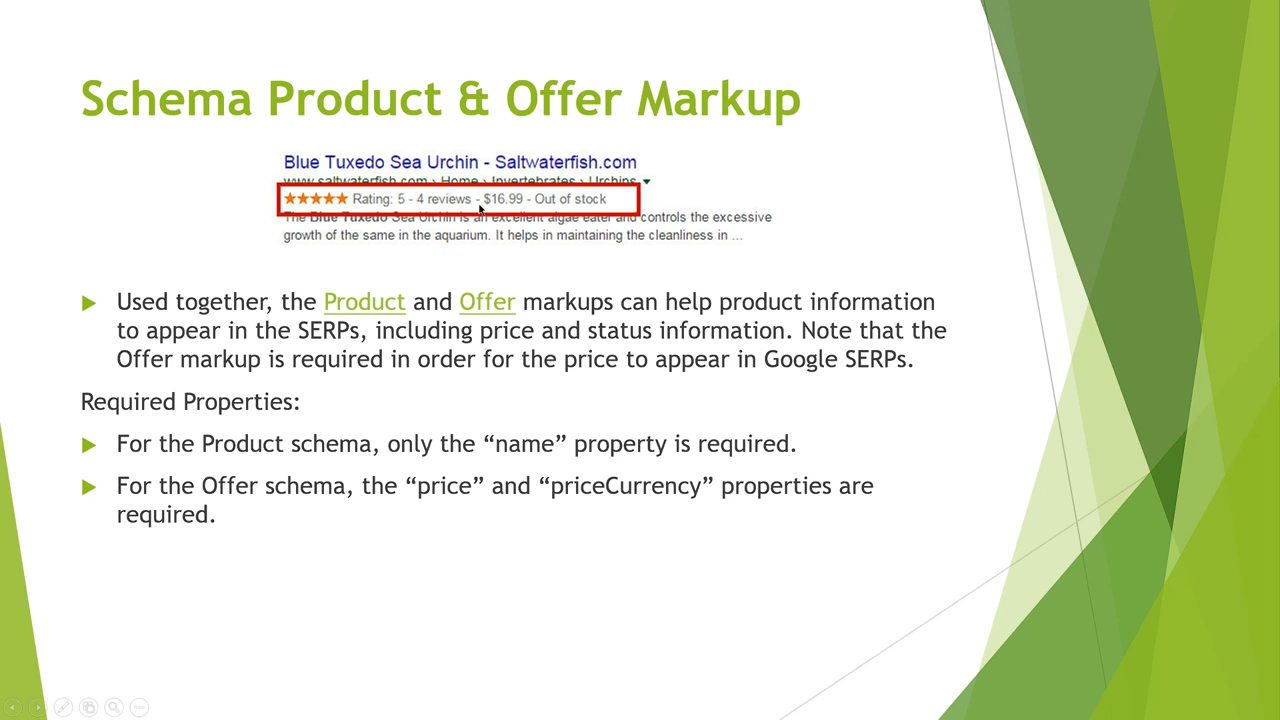 Schema Product & Offer Markup
Blue Tuxedo Sea Urchin - Saltwaterfish.com
www.saltwaterfish.com › Home › Invertebrates › Urchins
Rating: 5 - 4 reviews - $16.99 - Out of stock
The Blue Tuxedo Sea Urchin is an excellent algae eater and controls the excessive
growth of the same in the aquarium. It helps in maintaining the cleanliness in ...
Used together, the Product and Offer markups can help product information
to appear in the SERPs, including price and status information. Note that the
Offer markup is required in order for the price to appear in Google SERPs.
Required Properties:
For the Product schema, only the “name” property is required.
For the Offer schema, the “price” and “priceCurrency” properties are
required.